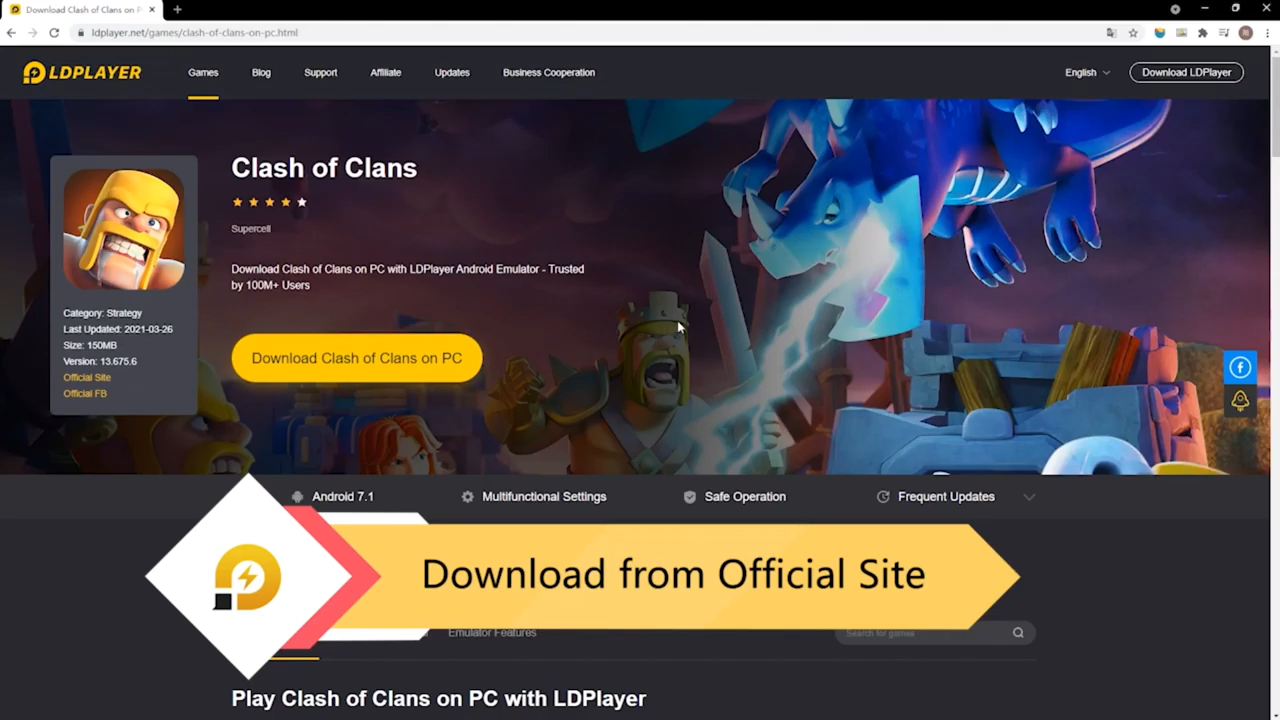 Download Clash of Clans on P
ldplayer.net/games/clash-of-clans-on-pc.html
LDPLAYER
Games
Blog
Support
Affiliate
Updates
Business Cooperation
English
Download LDPlayer
Clash of Clans
Supercell
Download Clash of Clans on PC with LDPlayer Android Emulator - Trusted
by 100M+ Users
Category: Strategy
Last Updated: 2021-03-26
Size: 150MB
Version: 13.675.6
Official Site
Official FB
Download Clash of Clans on PC
Android 7.1
Multifunctional Settings
Safe Operation
Frequent Updates
Download from Official Site
Emulator Features
Search for games
Play Clash of Clans on PC with LDPlayer